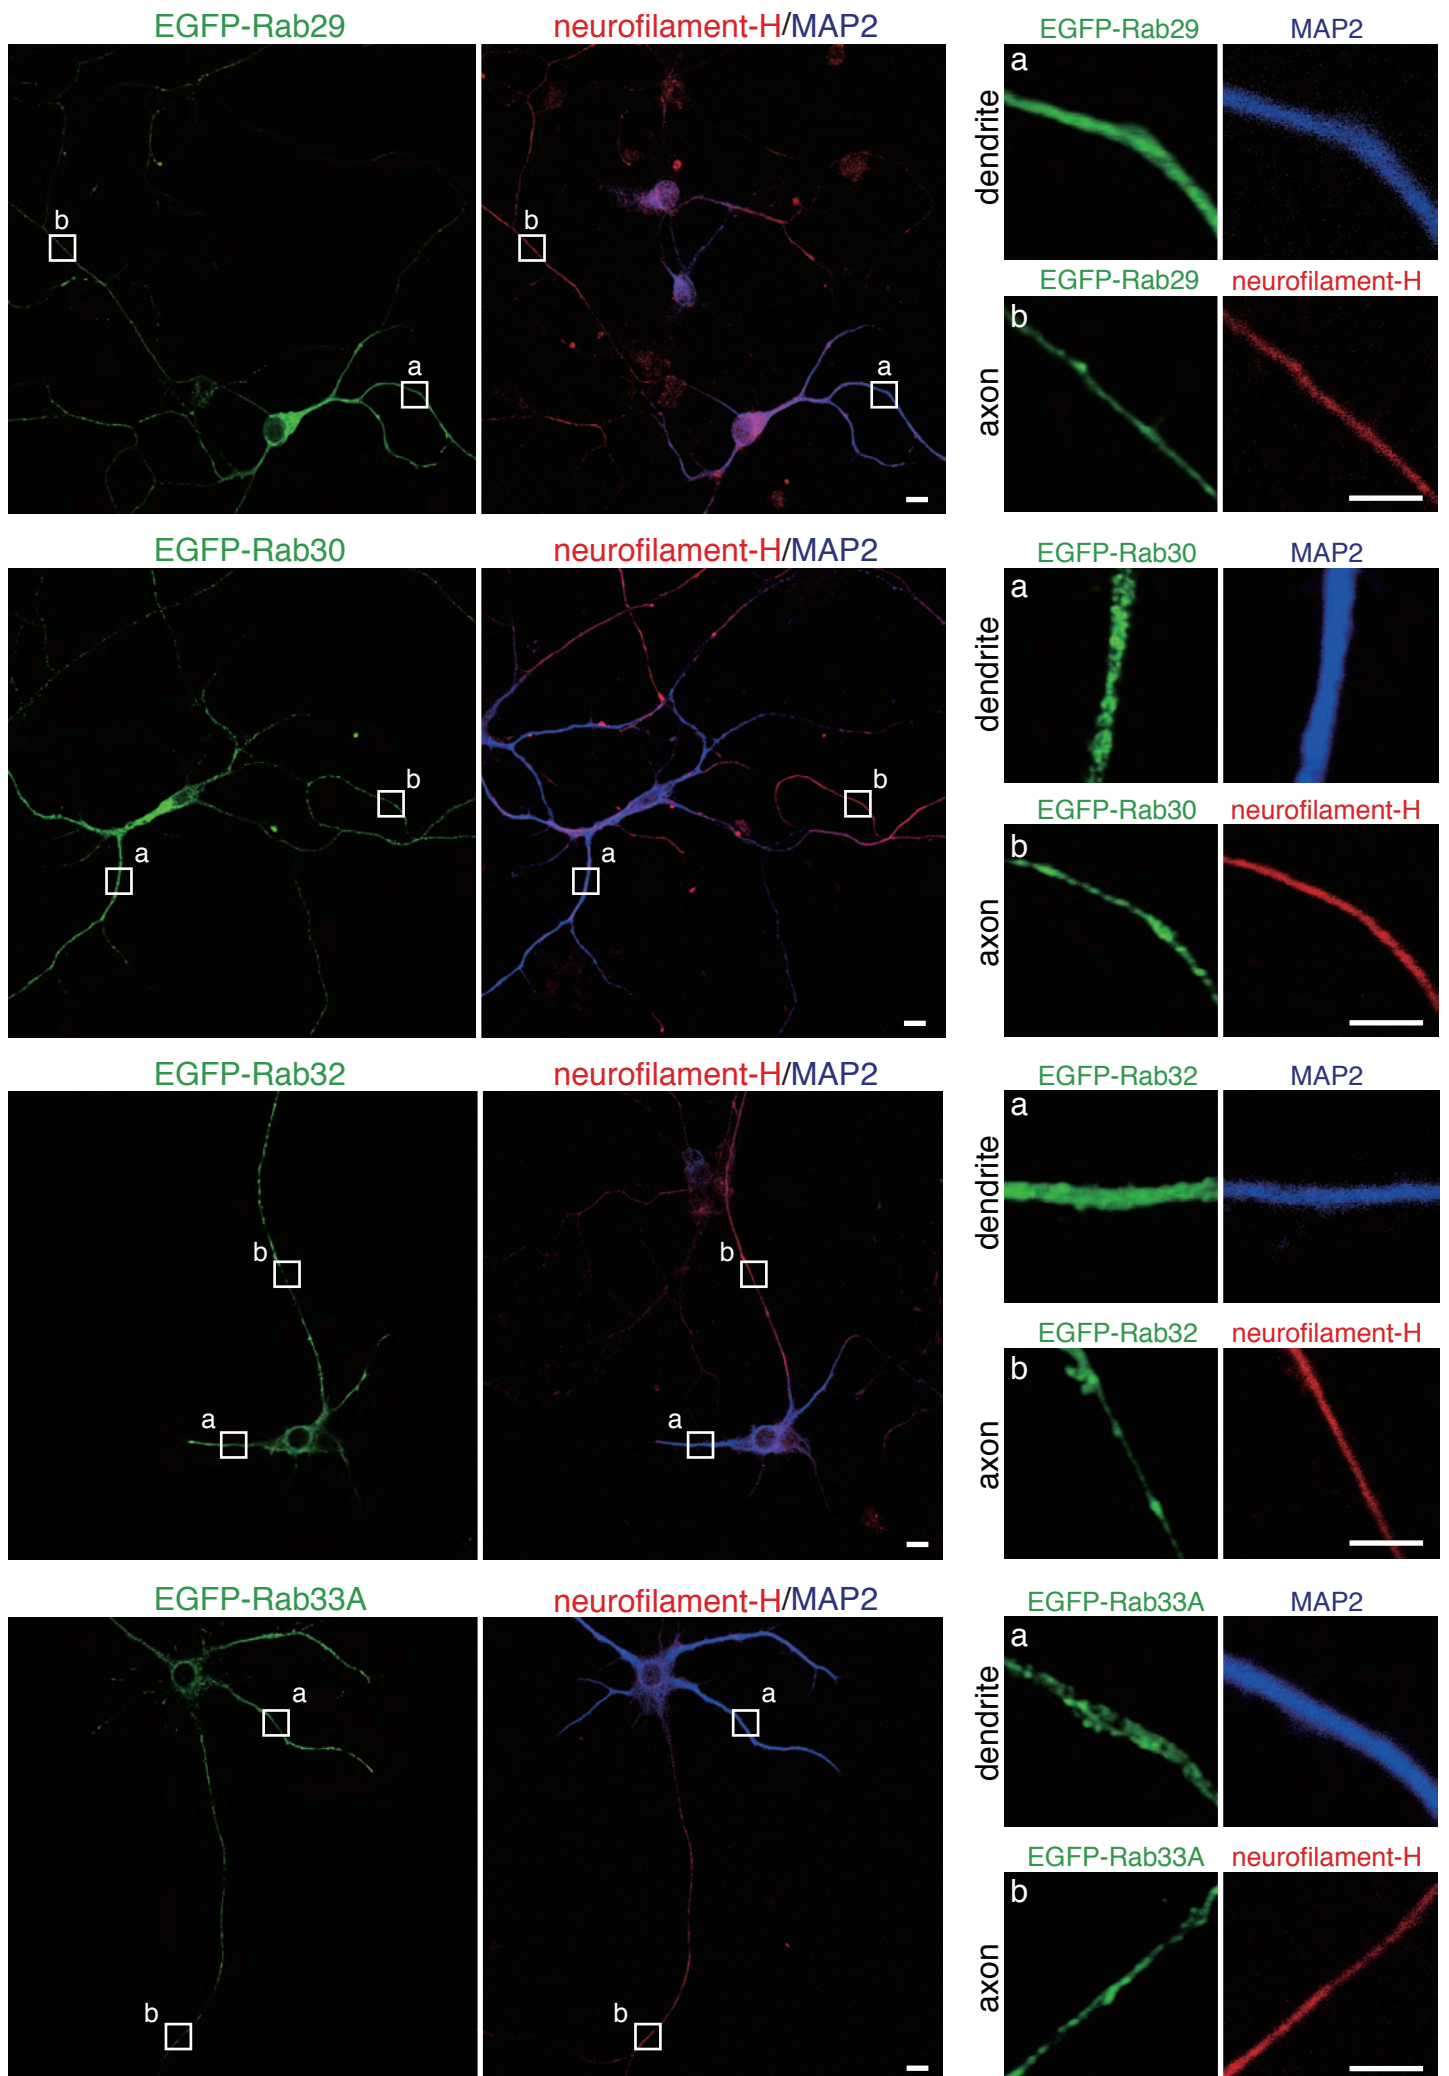 EGFP-Rab29 neurofilament-H/MAP2 EGFP-Rab29 MAP2
a
dendrite
b b
EGFP-Rab29 neurofilament-H
b
a a
axon
EGFP-Rab30 neurofilament-H/MAP2 EGFP-Rab30 MAP2
a
dendrite
b b
EGFP-Rab30 neurofilament-H
b
a a
axon
EGFP-Rab32 neurofilament-H/MAP2 EGFP-Rab32 MAP2
a
dendrite
b b
EGFP-Rab32 neurofilament-H
b
a a
axon
EGFP-Rab33A neurofilament-H/MAP2 EGFP-Rab33A MAP2
a
a a
dendrite
EGFP-Rab33A neurofilament-H
b
axon
b b